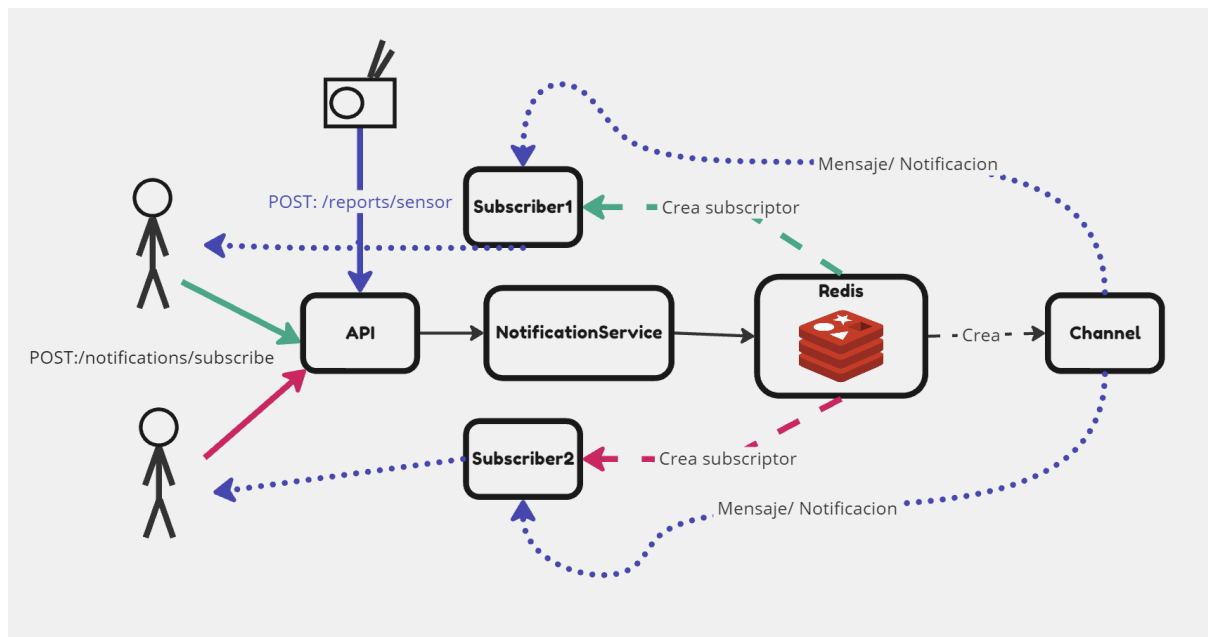 Mensaje/ Notificacion
POST: /reports/sensor
Subscriber1
Crea subscriptor
Redis
API
NotificationService
Crea
Channel
POST:/notifications/subscribe
Subscriber2
Crea subscriptor
Mensaje/ Notificacion